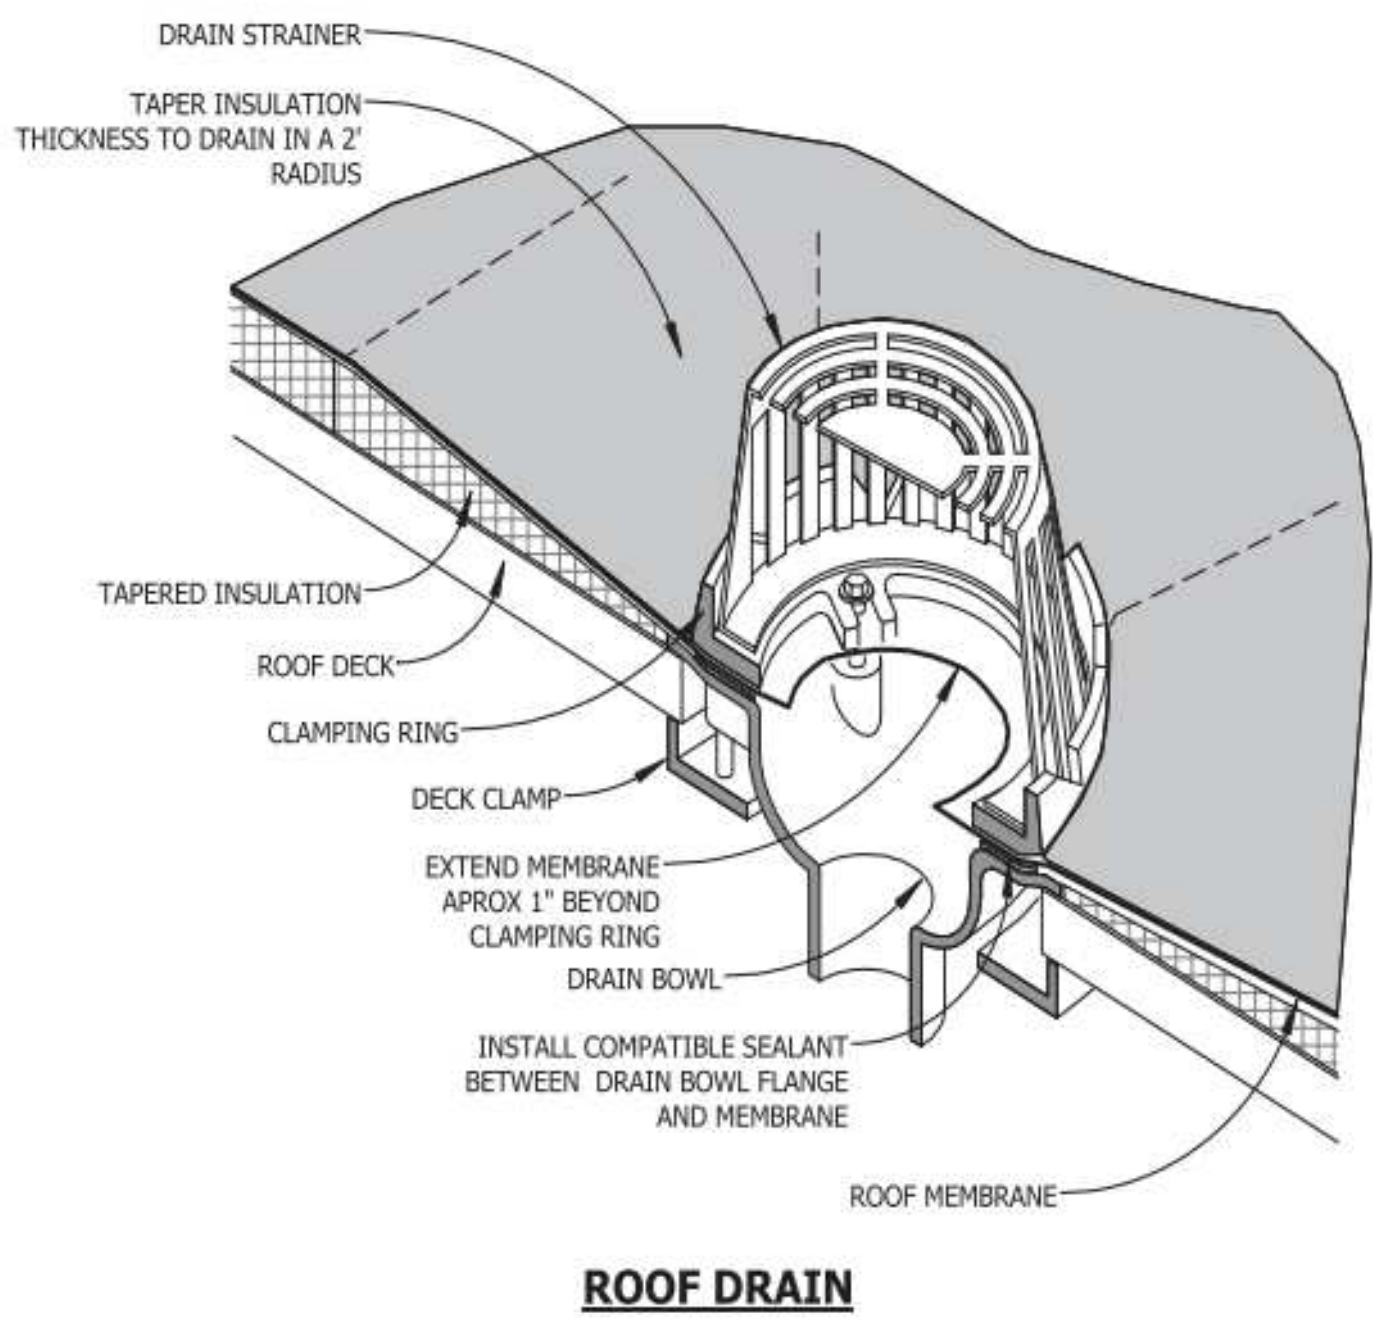 DRAIN STRAINER
TAPER INSULATION
THICKNESS TO DRAIN IN A 2'
RADIUS
TAPERED INSULATION
ROOF DECK
CLAMPING RING
DECK CLAMP
EXTEND MEMBRANE
APROX 1" BEYOND
CLAMPING RING
DRAIN BOWL
INSTALL COMPATIBLE SEALANT
BETWEEN DRAIN BOWL FLANGE
AND MEMBRANE
ROOF MEMBRANE
ROOF DRAIN